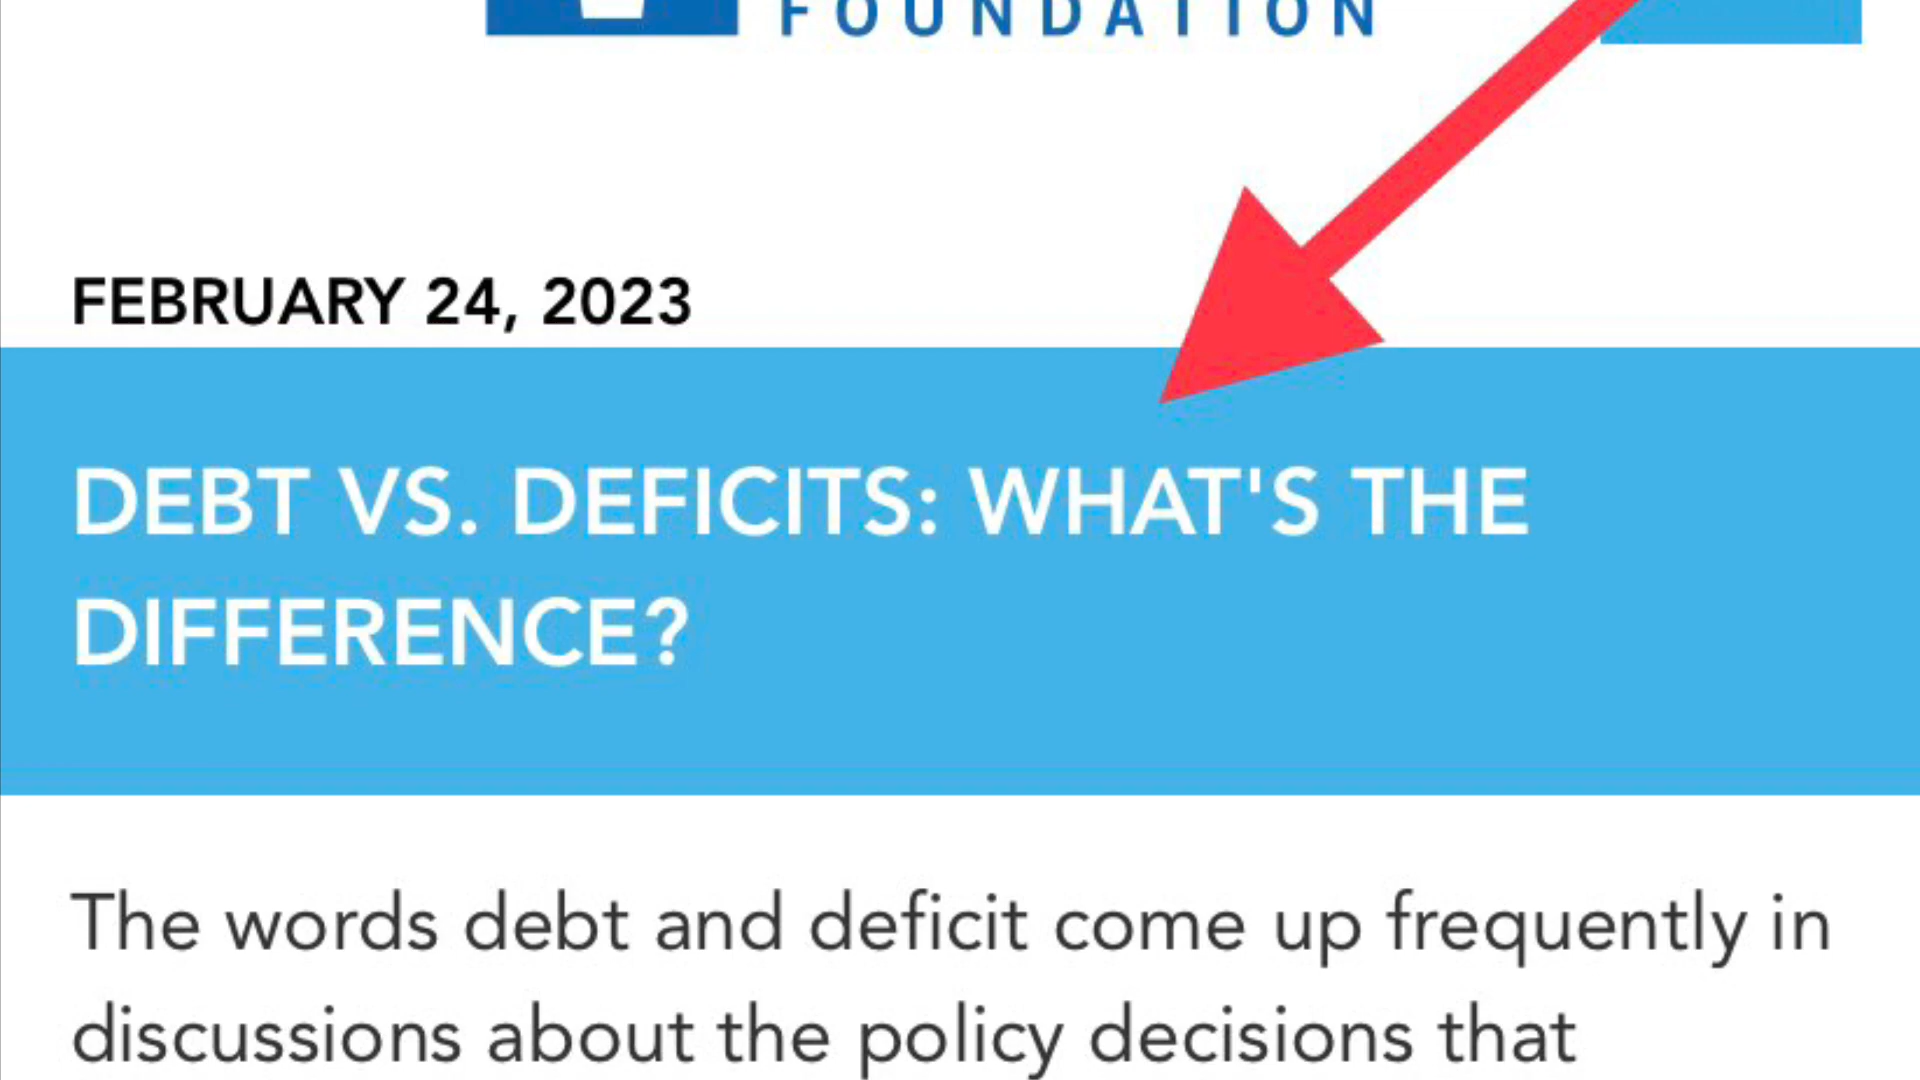 FOUNDATION
FEBRUARY 24, 2023
DEBT VS. DEFICITS: WHAT'S THE
DIFFERENCE?
The words debt and deficit come up frequently in
discussions about the policy decisions that